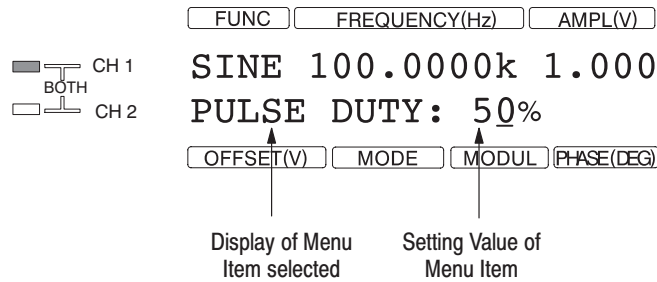 FUNC FREQUENCY(Hz) AMPL(V)
CH 1
SINE 100.0000k 1.000
BOTH
CH 2
PULSE DUTY: 50%
OFFSET(V) MODE MODUL PHASE(DEG)
Display of Menu
Item selected
Setting Value of
Menu Item